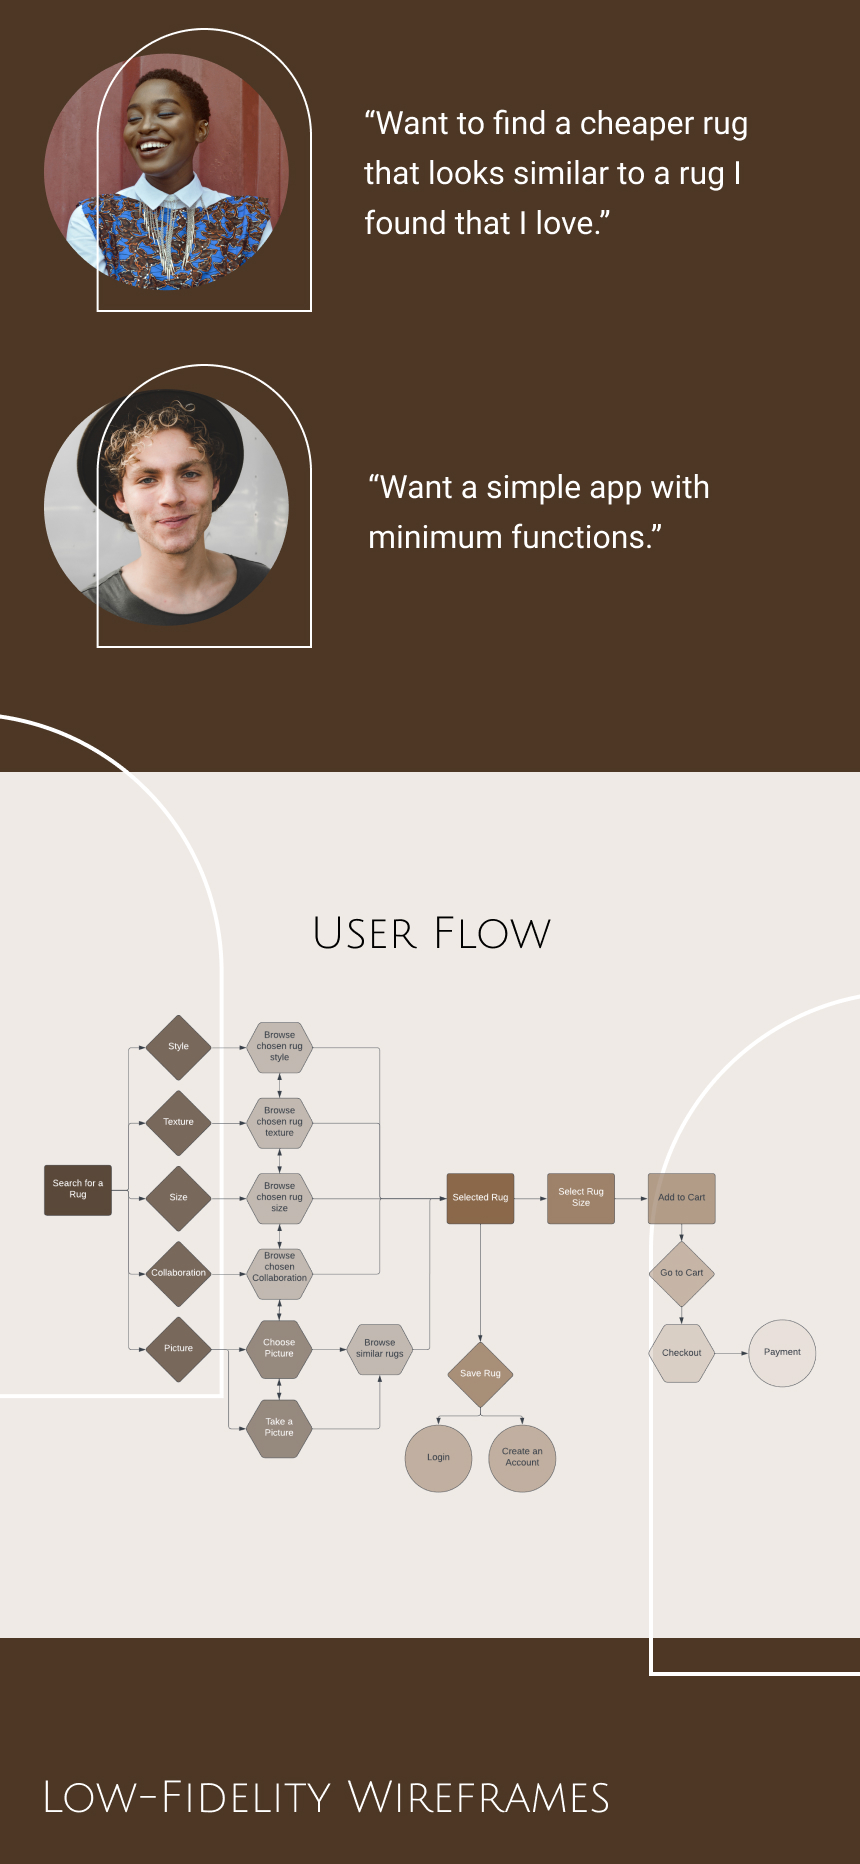 “Want to find a cheaper rug
that looks similar to a rug I
found that I love.”
“Want a simple app with
minimum functions.”
User Flow
Search for a
Rug
Style
Texture
Size
Collaboration
Picture
Browse
chosen rug
style
Browse
chosen rug
texture
Browse
chosen rug
size
Browse
chosen
Collaboration
Choose
Picture
Take a
Picture
Browse
similar rugs
Selected Rug
Select Rug
Size
Add to Cart
Go to Cart
Checkout
Payment
Save Rug
Login
Create an
Account
Low-Fidelity Wireframes